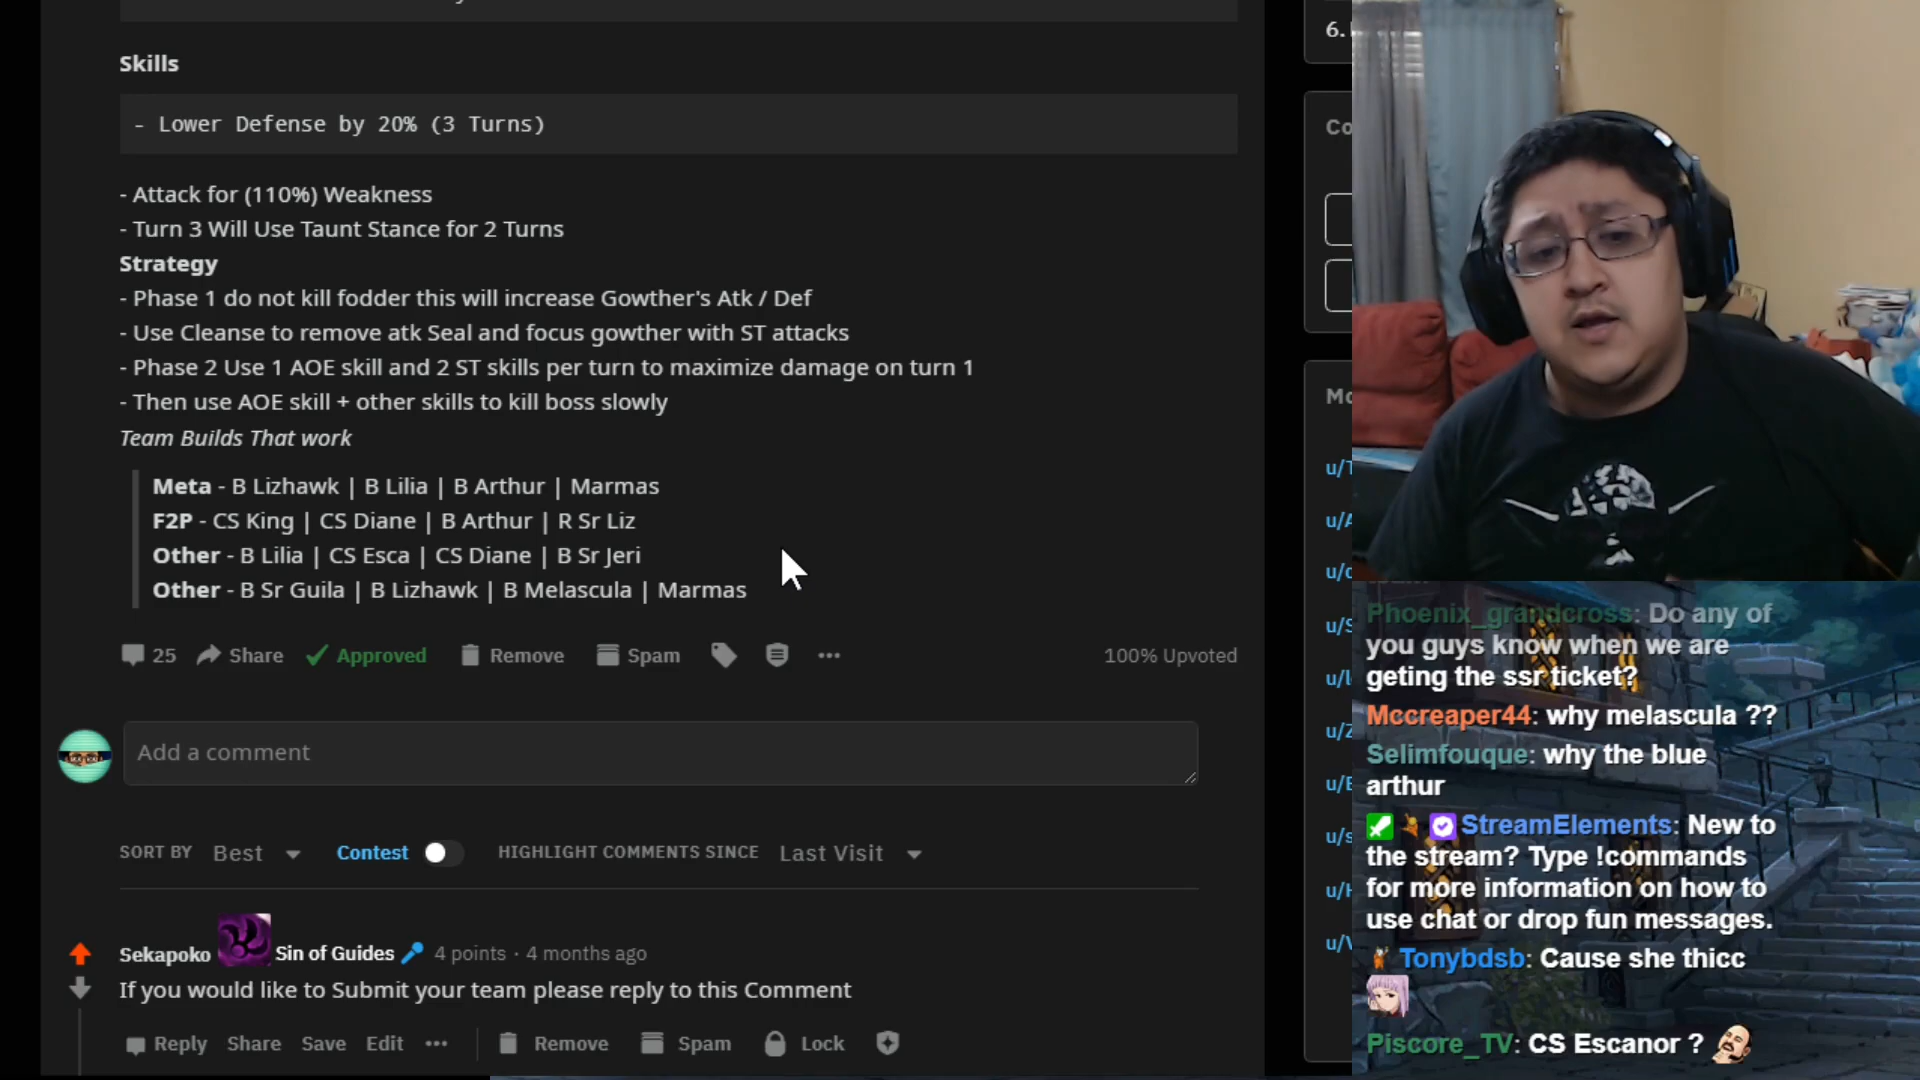 6.
Skills
- Lower Defense by 20% (3 Turns)
- Attack for (110%) Weakness
- Turn 3 Will Use Taunt Stance for 2 Turns
Strategy
- Phase 1 do not kill fodder this will increase Gowther's Atk / Def
- Use Cleanse to remove atk Seal and focus gowther with ST attacks
- Phase 2 Use 1 AOE skill and 2 ST skills per turn to maximize damage on turn 1
- Then use AOE skill + other skills to kill boss slowly
Team Builds That work
Meta - B Lizhawk | B Lilia | B Arthur | Marmas
F2P - CS King | CS Diane | B Arthur | R Sr Liz
Other - B Lilia | CS Esca | CS Diane | B Sr Jeri
Other - B Sr Guila | B Lizhawk | B Melascula | Marmas
25 Share Approved Remove Spam ••• 100% Upvoted
Add a comment
SORT BY Best Contest HIGHLIGHT COMMENTS SINCE Last Visit
Sekapoko Sin of Guides 4 points · 4 months ago
If you would like to Submit your team please reply to this Comment
Reply Share Save Edit ••• Remove Spam Lock
Co
Mo
Phoenix_grandcross: Do any of
you guys know when we are
geting the ssr ticket?
Mccreaper44: why melascula ??
Selimfouque: why the blue
arthur
StreamElements: New to
the stream? Type !commands
for more information on how to
use chat or drop fun messages.
Tonybdsb: Cause she thicc
Piscore_TV: CS Escanor ?